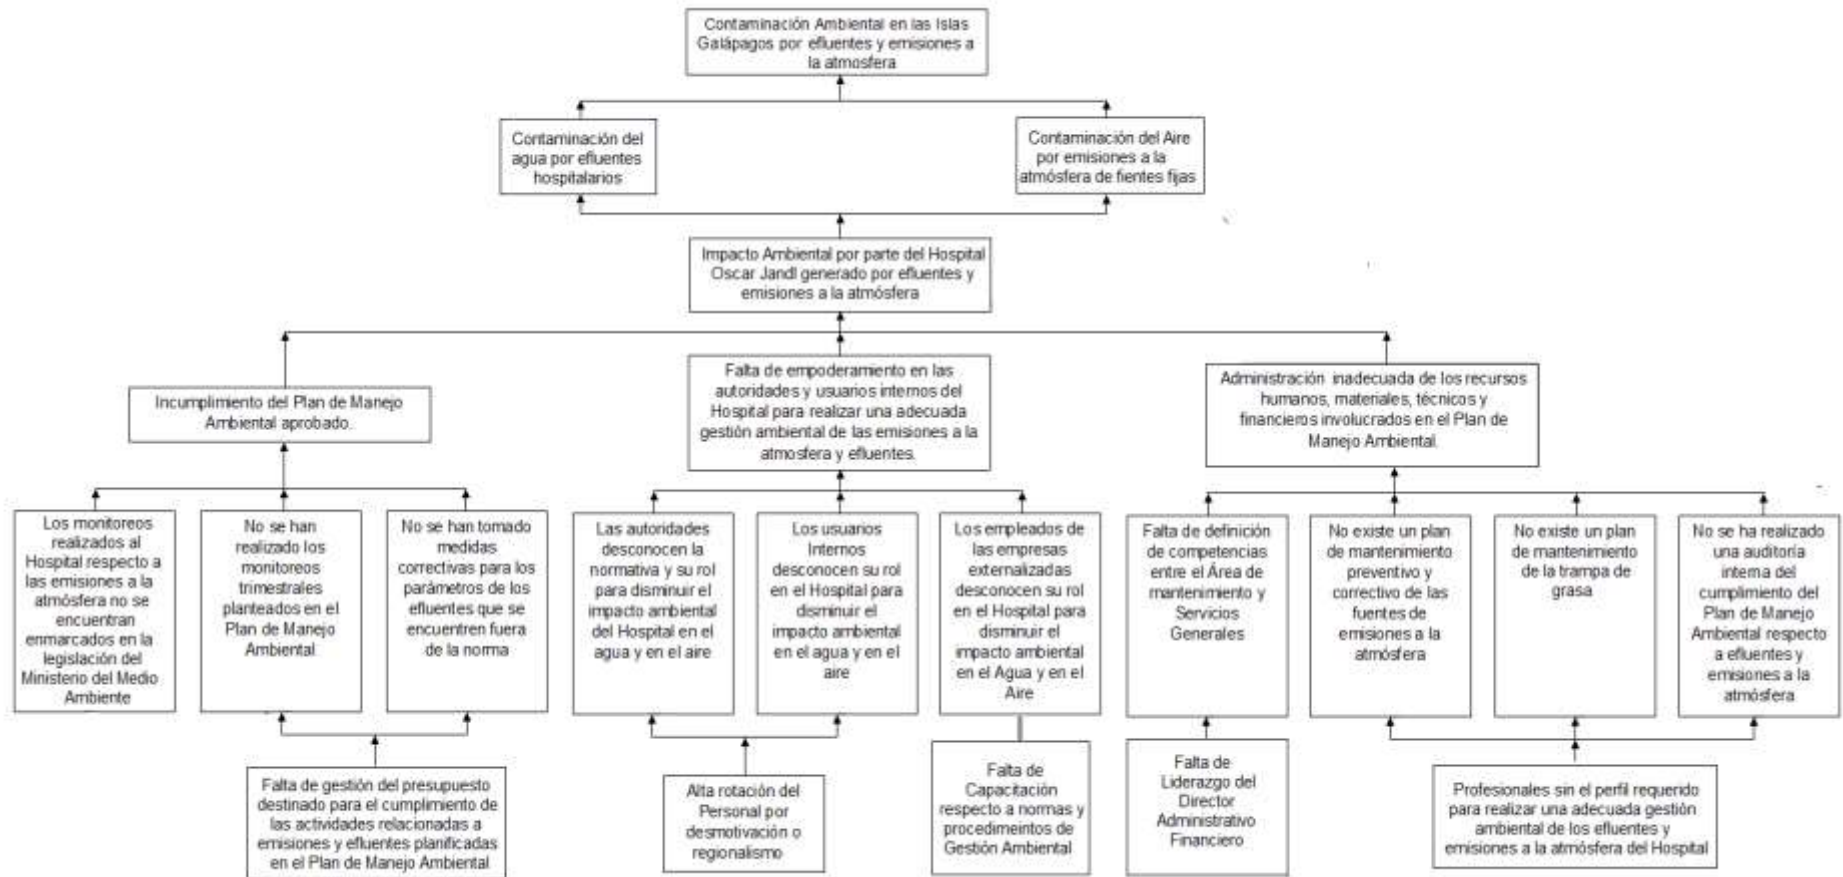 Contaminación Ambiental en las Islas
Galápagos por efluentes y emisiones a
la atmosfera
Contaminación del
agua por efluentes
hospitalarios
Contaminación del Aire
por emisiones a la
atmósfera de fientes fijas
Impacto Ambiental por parte del Hospital
Oscar Jandl generado por efluentes y
emisiones a la atmósfera
Incumplimiento del Plan de Manejo
Ambiental aprobado.
Falta de empoderamiento en las
autoridades y usuarios internos del
Hospital para realizar una adecuada
gestión ambiental de las emisiones a la
atmosfera y efluentes.
Administración inadecuada de los recursos
humanos, materiales, técnicos y
financieros involucrados en el Plan de
Manejo Ambiental.
Los monitoreos
realizados al
Hospital respecto a
las emisiones a la
atmósfera no se
encuentran
enmarcados en la
legislación del
Ministerio del Medio
Ambiente
No se han
realizado los
monitoreos
trimestrales
planteados en el
Plan de Manejo
Ambiental
No se han tomado
medidas
correctivas para los
parámetros de los
efluentes que se
encuentren fuera
de la norma
Las autoridades
desconocen la
normativa y su rol
para disminuir el
impacto ambiental
del Hospital en el
agua y en el aire
Los usuarios
Internos
desconocen su rol
en el Hospital para
disminuir el
impacto ambiental
en el agua y en el
aire
Los empleados de
las empresas
externalizadas
desconocen su rol
en el Hospital para
disminuir el
impacto ambiental
en el Agua y en el
Aire
Falta de definición
de competencias
entre el Área de
mantenimiento y
Servicios
Generales
No existe un plan
de mantenimiento
preventivo y
correctivo de las
fuentes de
emisiones a la
atmósfera
No existe un plan
de mantenimiento
de la trampa de
grasa
No se ha realizado
una auditoría
interna del
cumplimiento del
Plan de Manejo
Ambiental respecto
a efluentes y
emisiones a la
atmósfera
Falta de gestión del presupuesto
destinado para el cumplimiento de
las actividades relacionadas a
emisiones y efluentes planificadas
en el Plan de Manejo Ambiental
Alta rotación del
Personal por
desmotivación o
regionalismo
Falta de
Capacitación
respecto a normas y
procedimeintos de
Gestión Ambiental
Falta de
Liderazgo del
Director
Administrativo
Financiero
Profesionales sin el perfil requerido
para realizar una adecuada gestión
ambiental de los efluentes y
emisiones a la atmósfera del Hospital